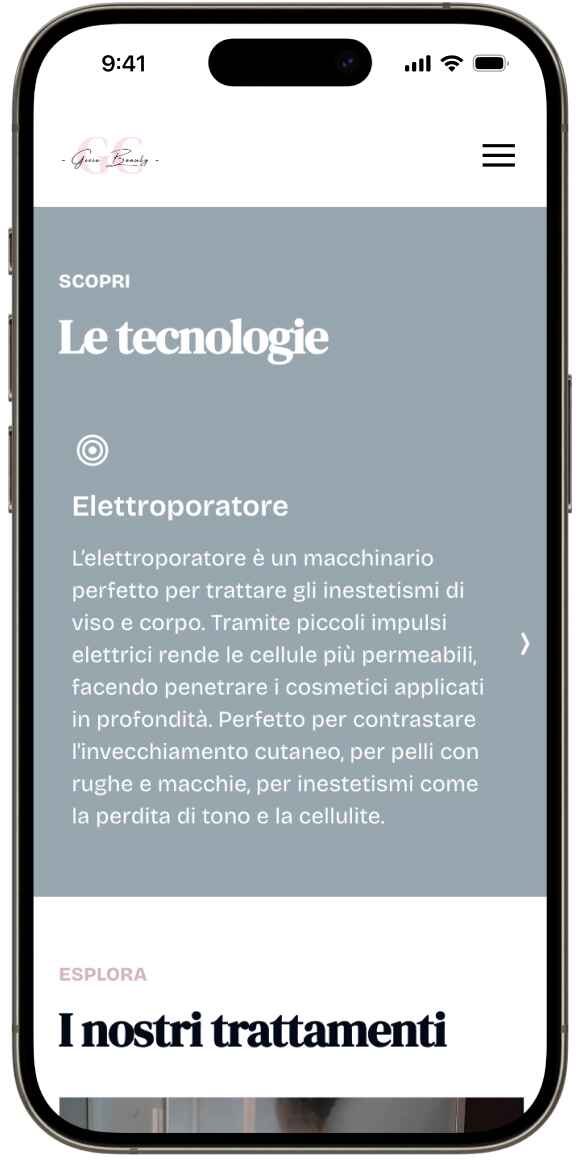 9:41
GC
- Gocce Beauty -
SCOPRI
Le tecnologie
Elettroporatore
L'elettroporatore è un macchinario
perfetto per trattare gli inestetismi di
viso e corpo. Tramite piccoli impulsi
elettrici rende le cellule più permeabili,
facendo penetrare i cosmetici applicati
in profondità. Perfetto per contrastare
l'invecchiamento cutaneo, per pelli con
rughe e macchie, per inestetismi come
la perdita di tono e la cellulite.
ESPLORA
I nostri trattamenti